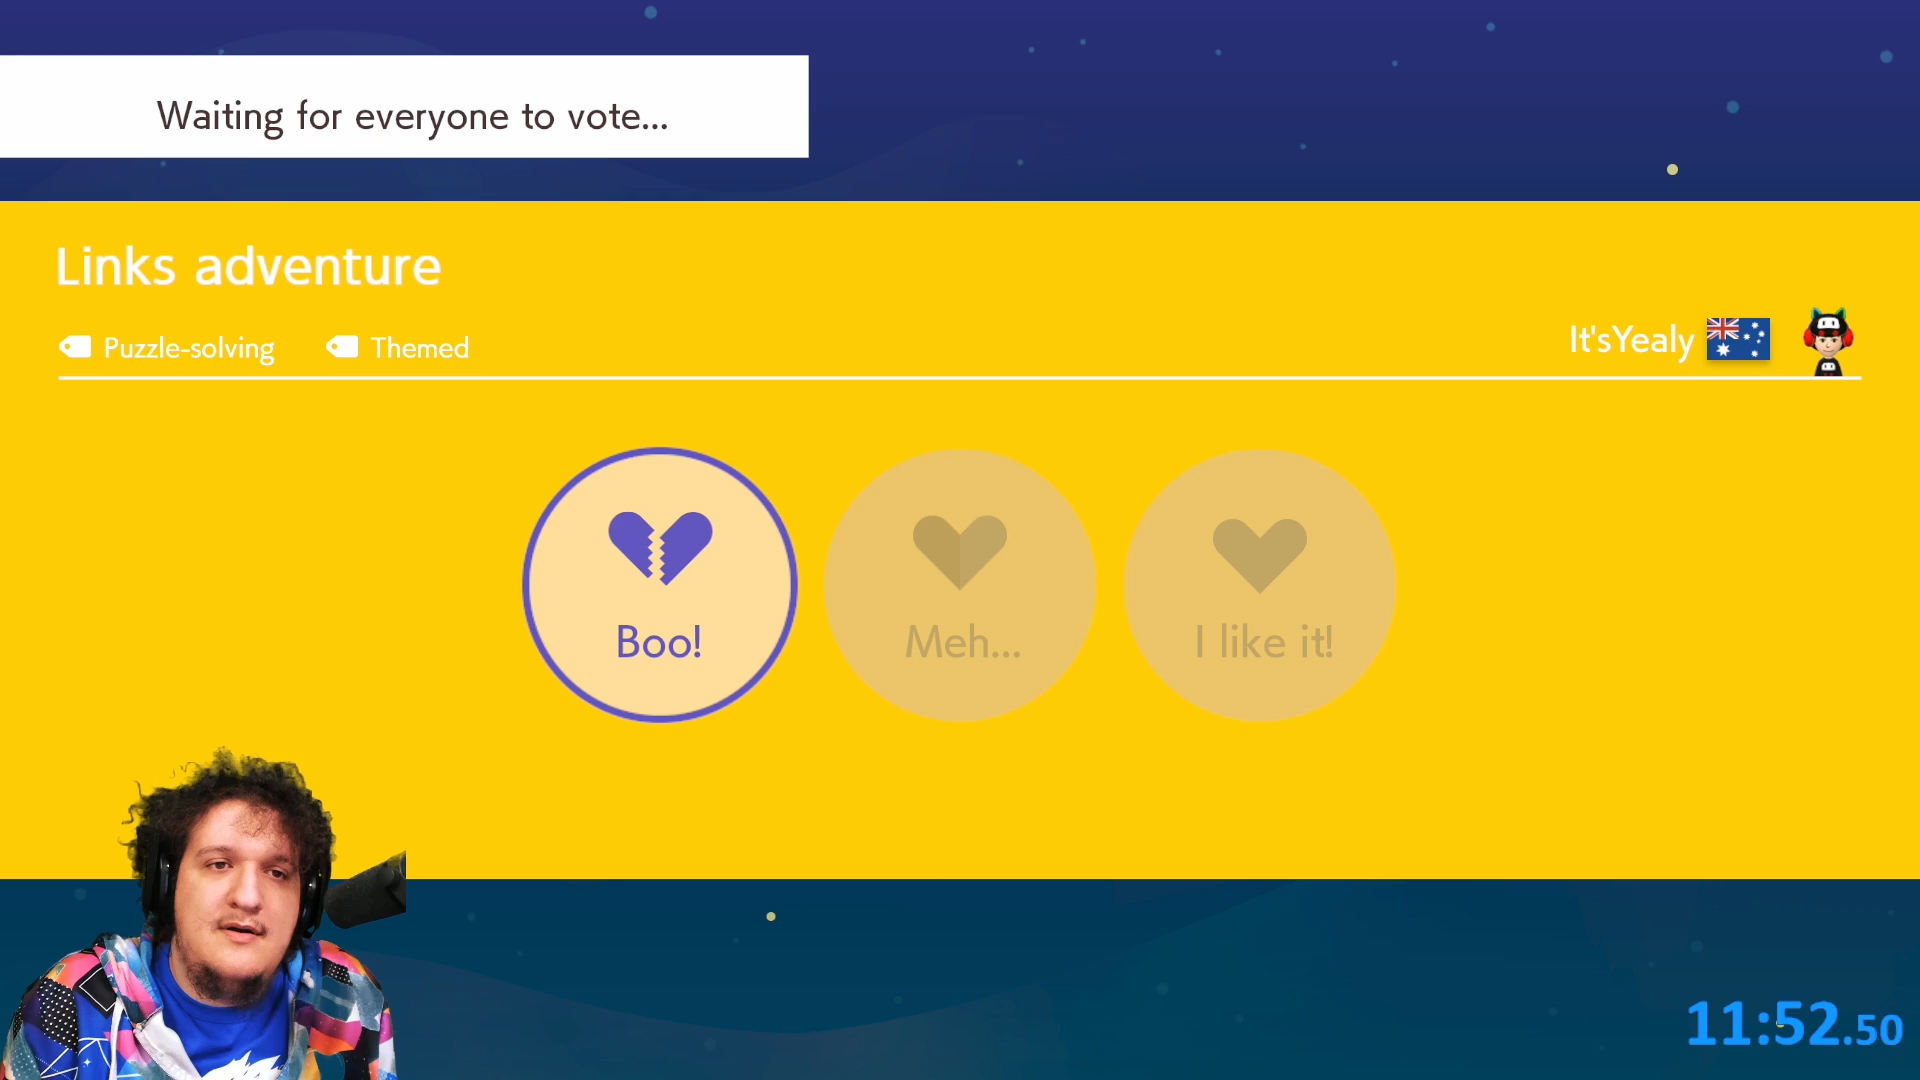 Waiting for everyone to vote...
Links adventure
Puzzle-solving Themed
It'sYealy
Boo! Meh... I like it!
11:52.50